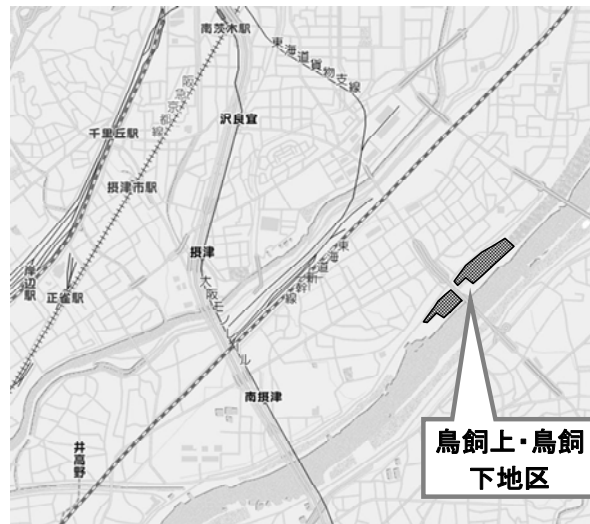 南茨木駅
東海道貨物支線
阪急京都線
沢良宜
千里丘駅
摂津市駅
摂津
東海道新幹線
岸辺駅
正雀駅
大阪モノレール
南摂津
井高野
鳥飼上・鳥飼
下地区